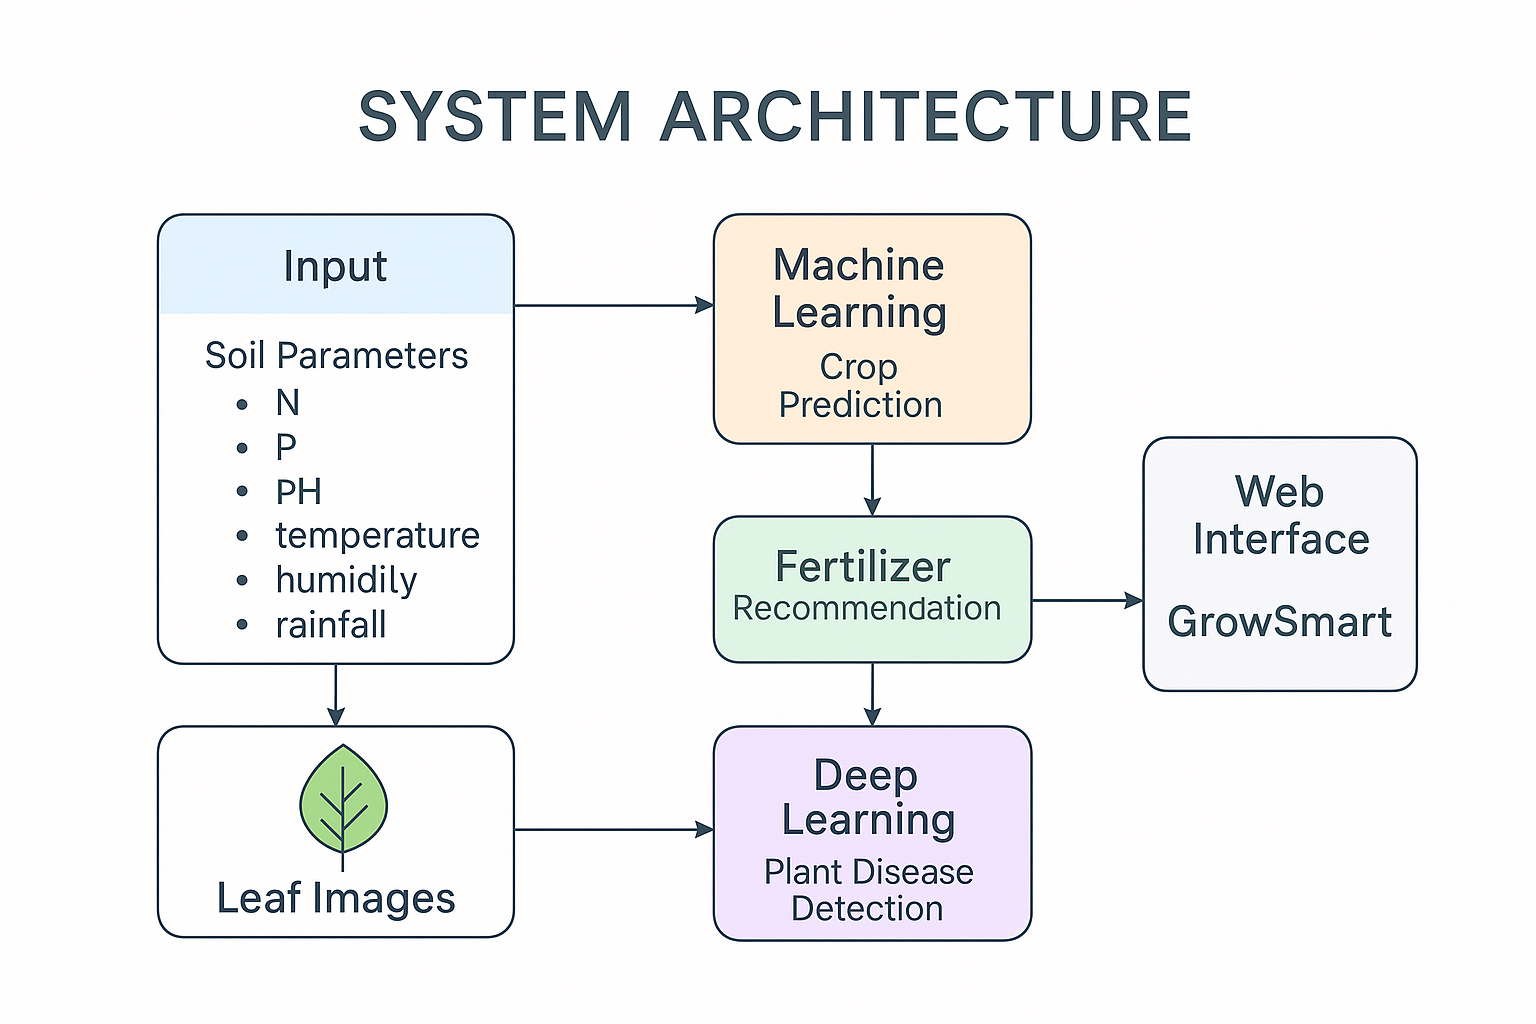 SYSTEM ARCHITECTURE
Input
Soil Parameters
• N
• P
• PH
• temperature
• humidily
• rainfall
Leaf Images
Machine
Learning
Crop
Prediction
Fertilizer
Recommendation
Deep
Learning
Plant Disease
Detection
Web
Interface
GrowSmart